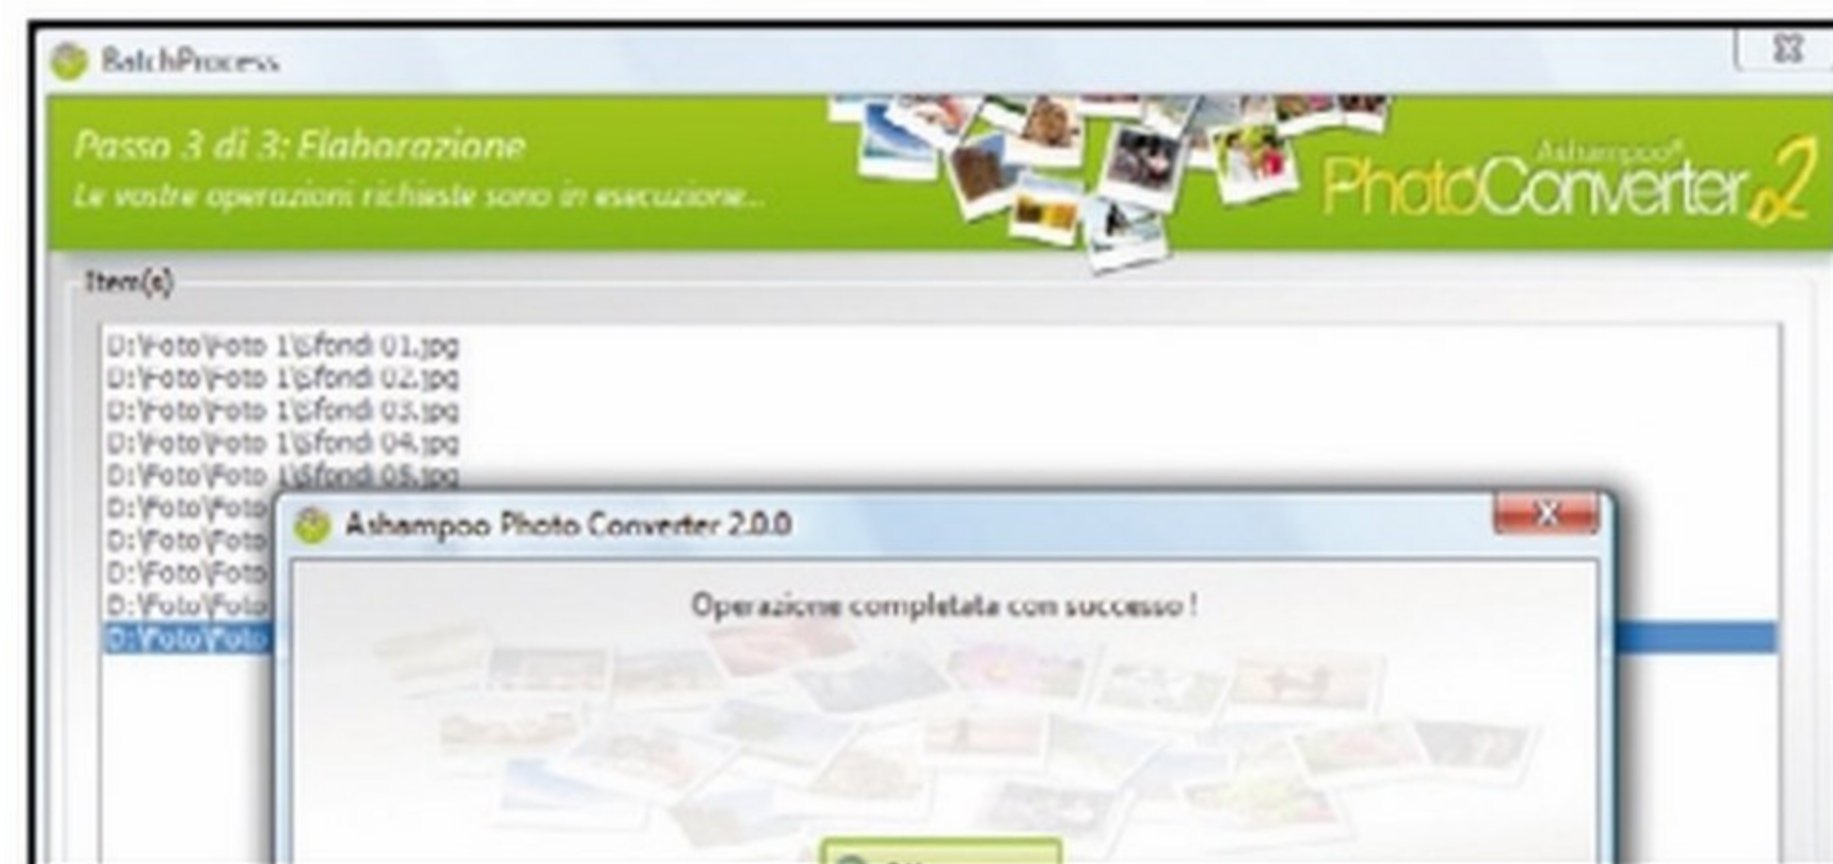 BatchProcess
Passo 3 di 3: Elaborazione
Le vostre operazioni richieste sono in esecuzione...
Ashampoo®
PhotoConverter 2
Item(s)
D:\Foto\Foto 1\Sfondi 01.jpg
D:\Foto\Foto 1\Sfondi 02.jpg
D:\Foto\Foto 1\Sfondi 03.jpg
D:\Foto\Foto 1\Sfondi 04.jpg
D:\Foto\Foto 1\Sfondi 05.jpg
D:\Foto\Foto
D:\Foto\Foto
D:\Foto\Foto
D:\Foto\Foto
D:\Foto\Foto
Ashampoo Photo Converter 2.0.0
Operazione completata con successo !